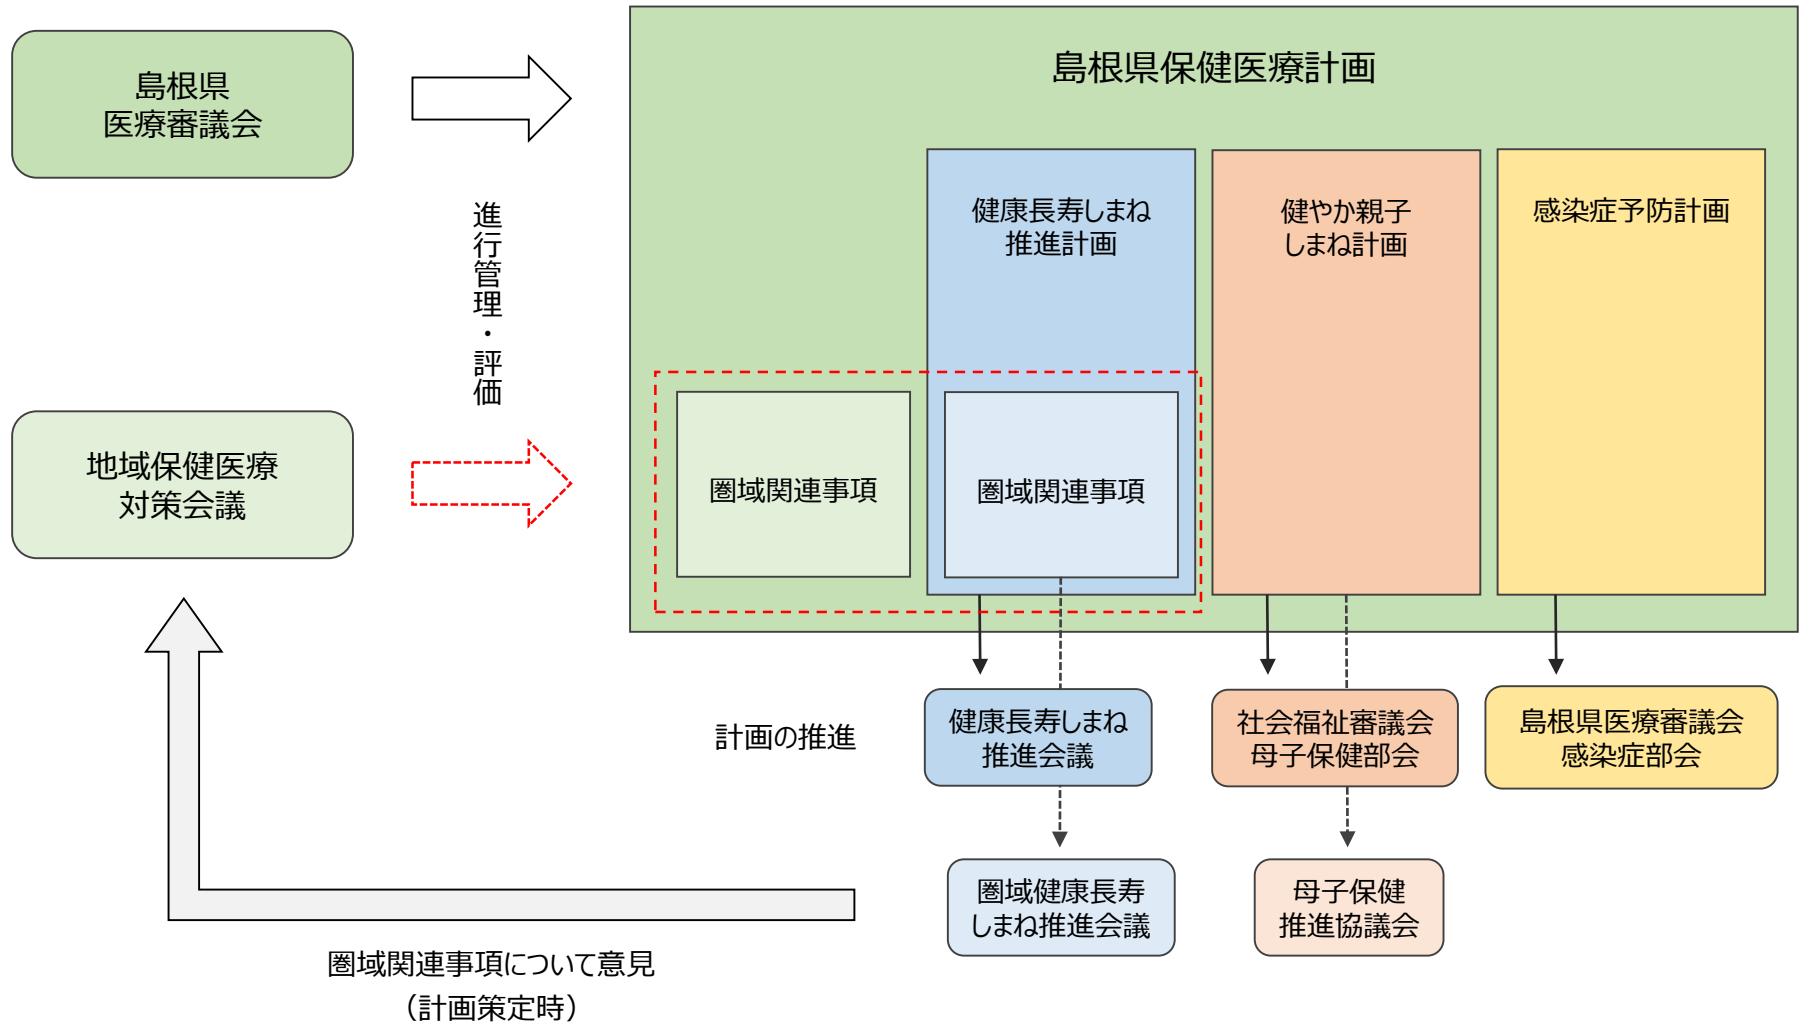 島根県
医療審議会
島根県保健医療計画
進行管理・評価
健康長寿しまね
推進計画
健やか親子
しまね計画
感染症予防計画
地域保健医療
対策会議
圏域関連事項
圏域関連事項
計画の推進
健康長寿しまね
推進会議
社会福祉審議会
母子保健部会
島根県医療審議会
感染症部会
圏域健康長寿
しまね推進会議
母子保健
推進協議会
圏域関連事項について意見
（計画策定時）